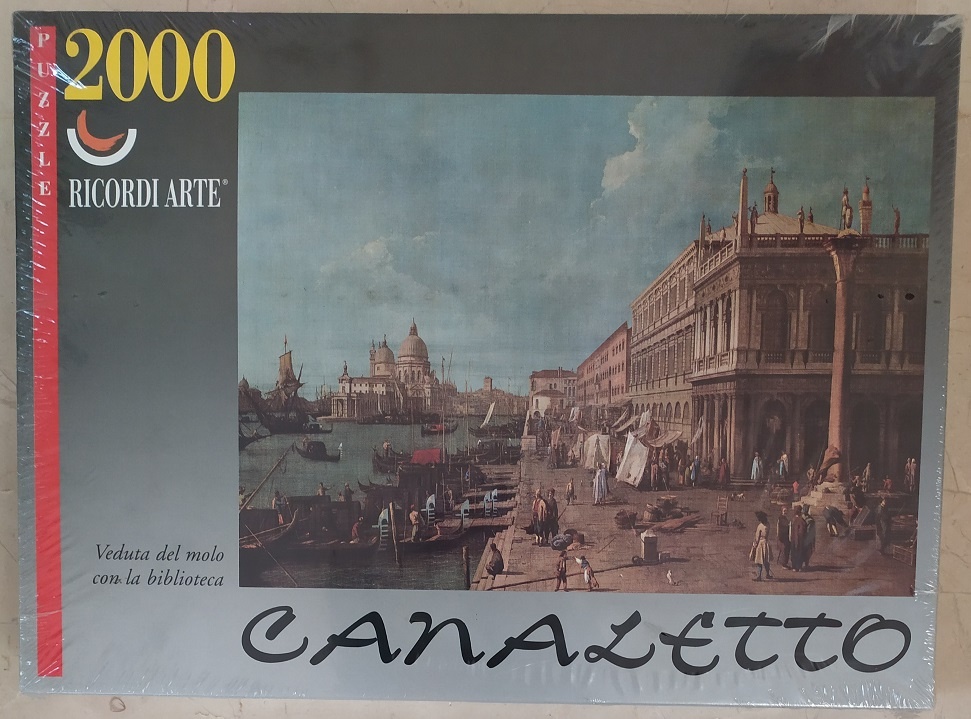 PUZZLE
2000
RICORDI ARTE®
Veduta del molo
con la biblioteca
CANALETTO